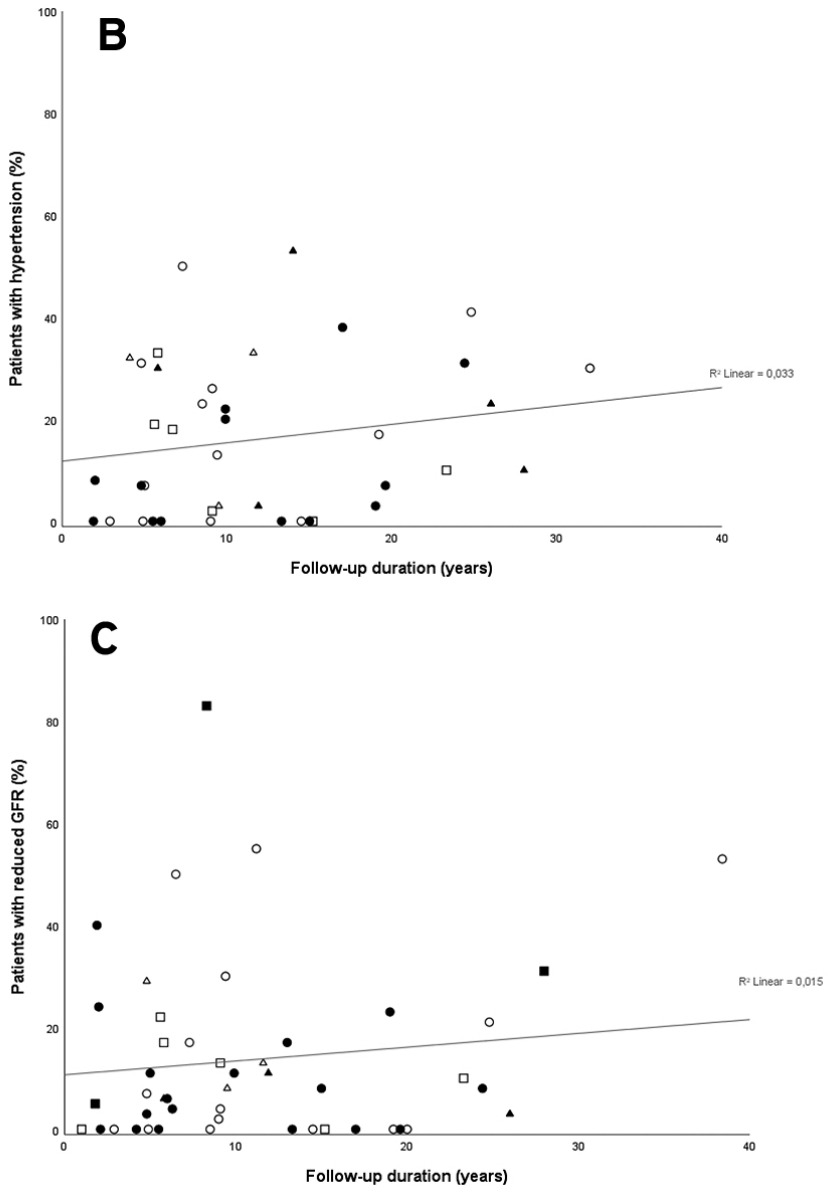 B
Patients with hypertension (%)
100
80
60
40
20
0
R² Linear = 0,033
0 10 20 30 40
Follow-up duration (years)
C
Patients with reduced GFR (%)
100
80
60
40
20
0
R² Linear = 0,015
0 10 20 30 40
Follow-up duration (years)